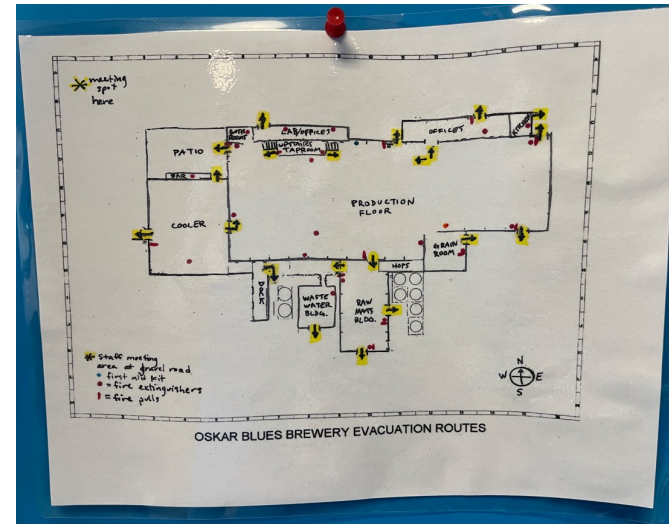 meeting
spot
here
BATH
ROOMS
LAB/OFFICES
OFFICES
KITCHEN
PATIO
UPSTAIRS
TAPROOM
BAR
PRODUCTION
FLOOR
COOLER
GRAIN
ROOM
HOPS
WASTE
WATER
BLDG.
RAW
MATS
BLDG.
Staff meeting
area at gravel road
= first aid kit
= fire extinguishers
= fire pulls
N
W E
S
OSKAR BLUES BREWERY EVACUATION ROUTES